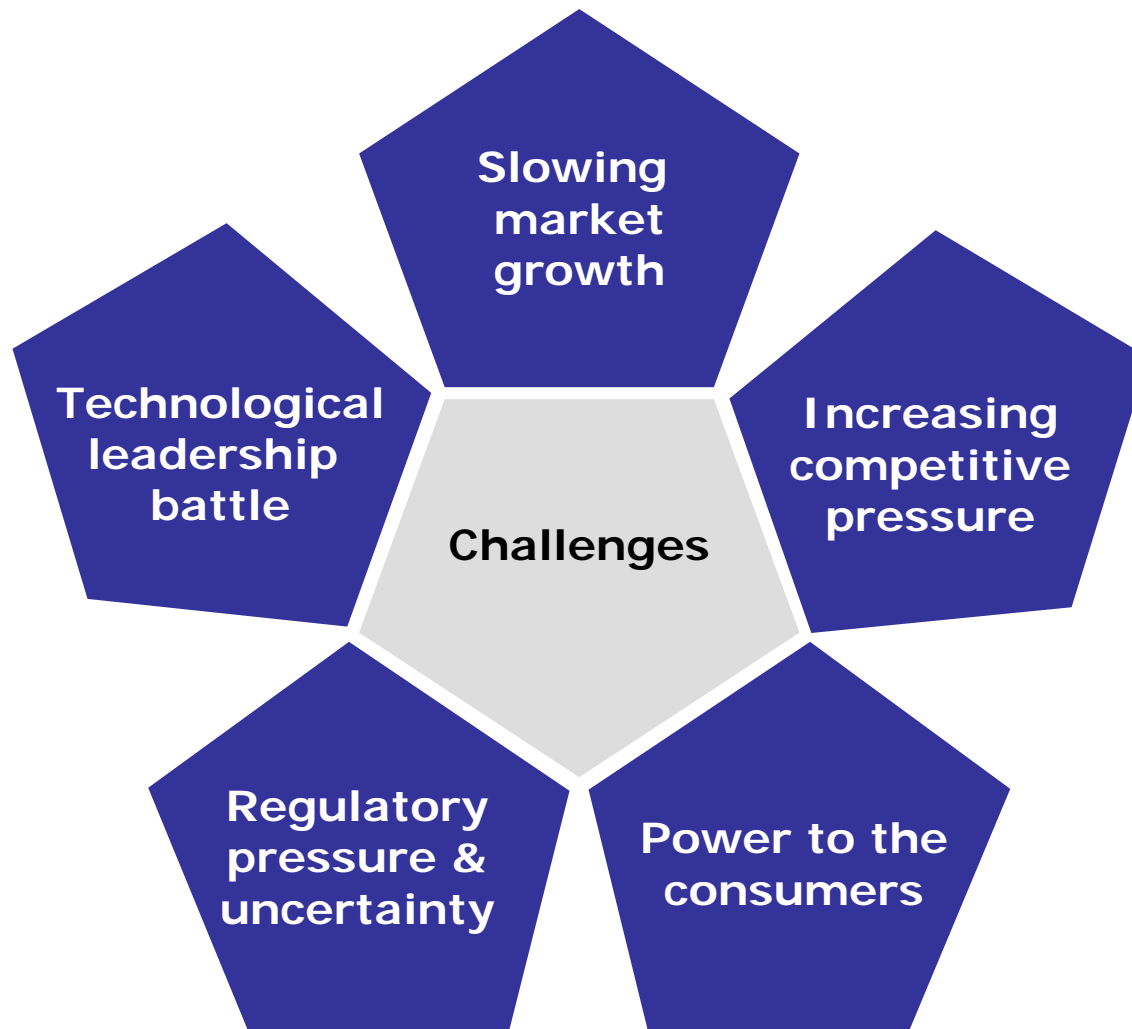 Slowing
market
growth
Technological
leadership
battle
Increasing
competitive
pressure
Challenges
Regulatory
pressure &
uncertainty
Power to the
consumers